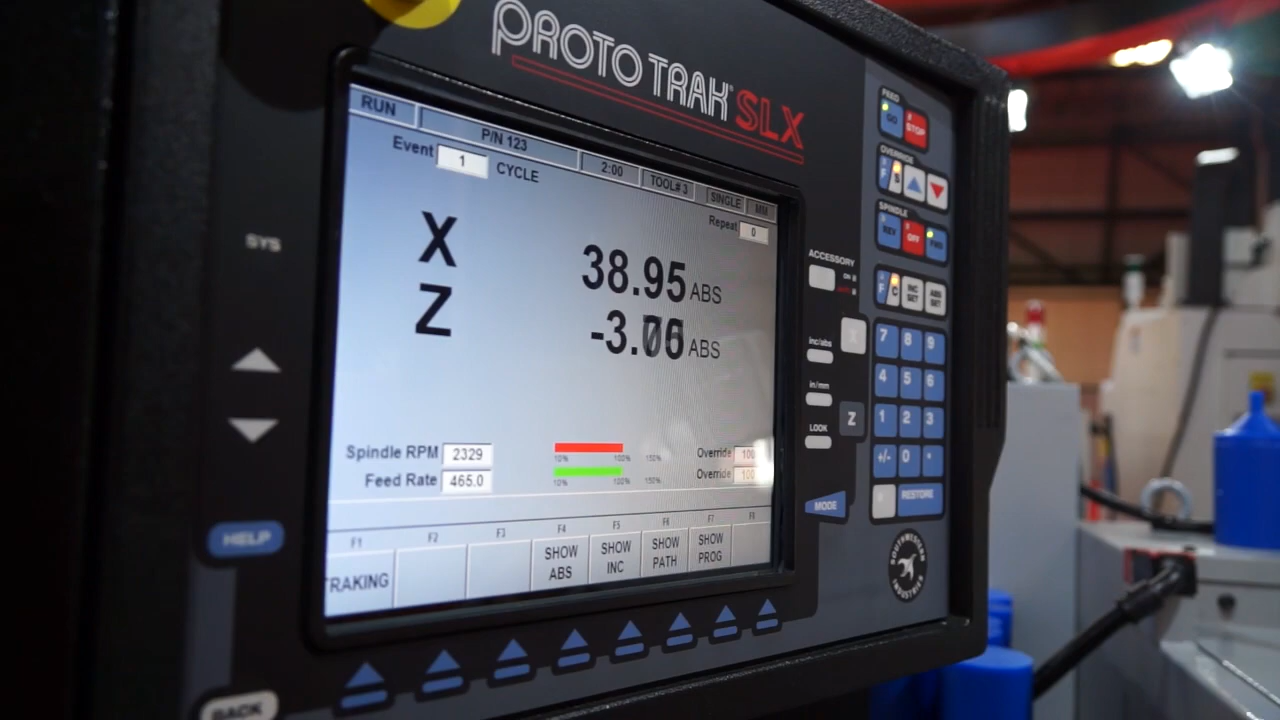 PROTO TRAK SLX
RUN
P/N 123
2:00
TOOL# 3
SINGLE
MM
Event 1 CYCLE
Repeat 0
X 38.95 ABS
Z ABS
Spindle RPM 2329
10% 100% 150%
Override 100
Feed Rate 465.0
10% 100% 150%
Override 100
F1 F2 F3 F4 F5 F6 F7 F8
TRAKING
SHOW ABS
SHOW INC
SHOW PATH
SHOW PROG
SYS
HELP
BACK
FEED
GO
STOP
OVERRIDE
F
S
SPINDLE
REV
OFF
FWD
ACCESSORY
ON
F
C
INC SET
ABS SET
X
inc/abs
in/mm
LOOK
Z
MODE
7 8 9
4 5 6
1 2 3
+/- 0 .
RESTORE
SOUTHWESTERN INDUSTRIES